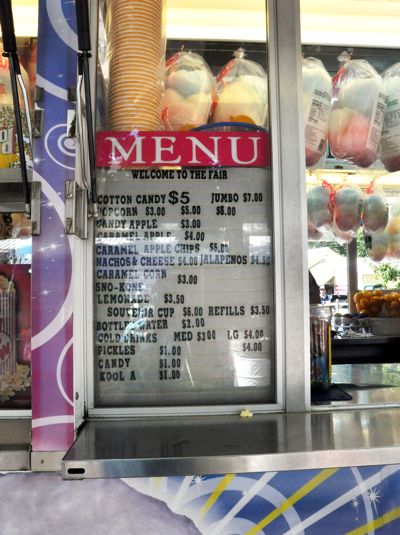 MENU
WELCOME TO THE FAIR
COTTON CANDY $5 JUMBO $7.00
POPCORN $3.00 $5.00 $6.00
CANDY APPLE $3.00
CARAMEL APPLE $4.00
CARAMEL APPLE CHIPS $5.00
NACHOS & CHEESE $4.00 JALAPENOS $4.50
CARAMEL CORN
SNO-KONE $3.00
LEMONADE $3.50
SOUVENIR CUP $6.00 REFILLS $3.50
BOTTLE WATER $2.00
COLD DRINKS MED $3.00 LG $4.00
PICKLES $1.00 $4.00
CANDY $1.00
KOOL A $1.00